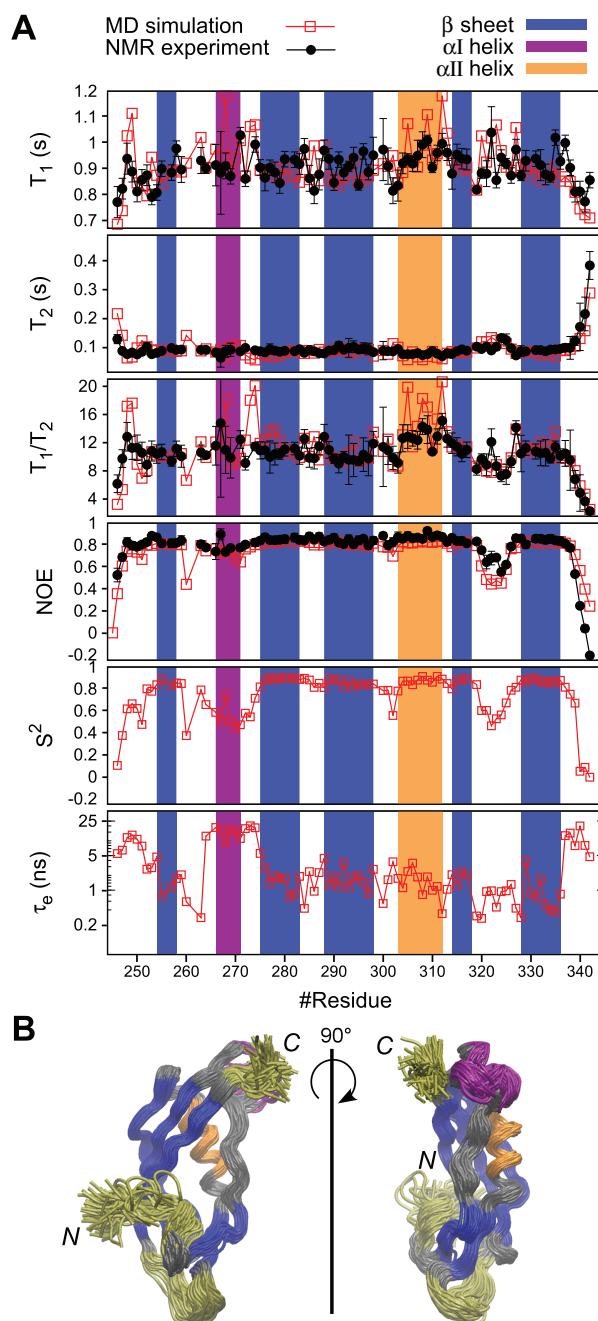 A
MD simulation
NMR experiment
β sheet
αI helix
αII helix
1.2
1.1
1
0.9
0.8
0.7
T1 (s)
0.4
0.3
0.2
0.1
T2 (s)
20
16
12
8
4
T1/T2
1
0.8
0.6
0.4
0.2
0
-0.2
NOE
1
0.8
0.6
0.4
0.2
0
-0.2
S2
25
5
1
0.2
τe (ns)
250 260 270 280 290 300 310 320 330 340
#Residue
B
90°
C
C
N
N